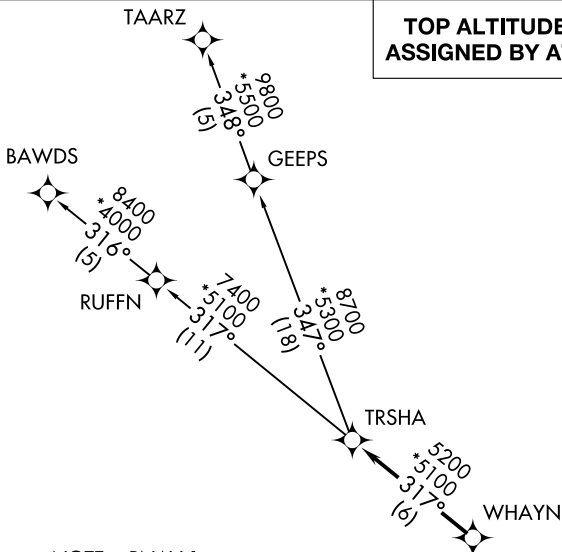 TAARZ
TOP ALTITUDE
ASSIGNED BY
9800
*5500
348°
(5)
BAWDS
GEEPS
8400
*4000
316°
(5)
RUFFN
7400
*5100
317°
(11)
8700
*5300
347°
(18)
TRSHA
5200
*5100
317°
(6)
WHAYN